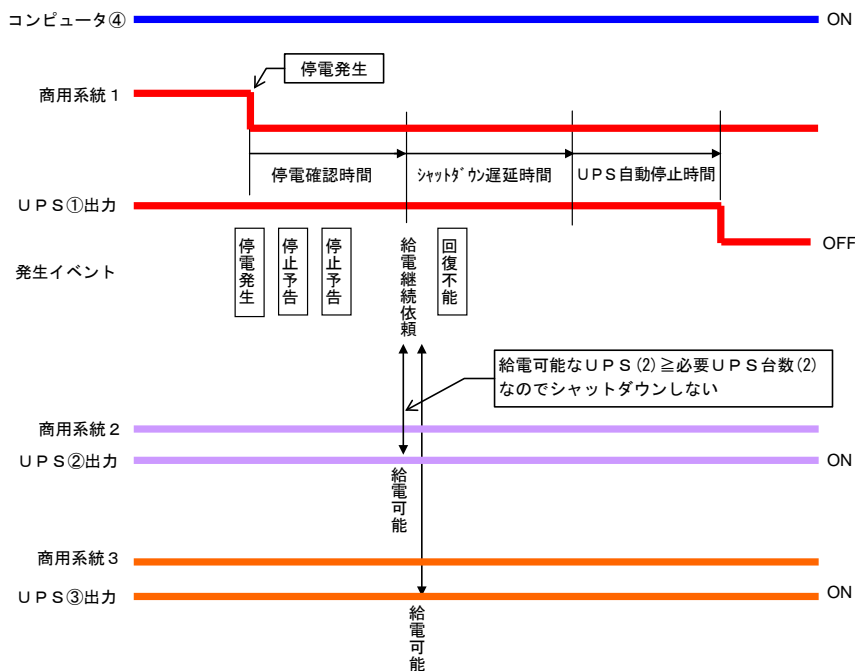 コンピュータ④
ON
停電発生
商用系統1
停電確認時間
ｼｬｯﾄﾀﾞｳﾝ遅延時間
UPS自動停止時間
UPS①出力
OFF
発生イベント
停電発生
停止予告
停止予告
給電継続依頼
回復不能
給電可能なUPS(2)≧必要UPS台数(2)
なのでシャットダウンしない
商用系統2
UPS②出力
ON
給電可能
商用系統3
UPS③出力
ON
給電可能